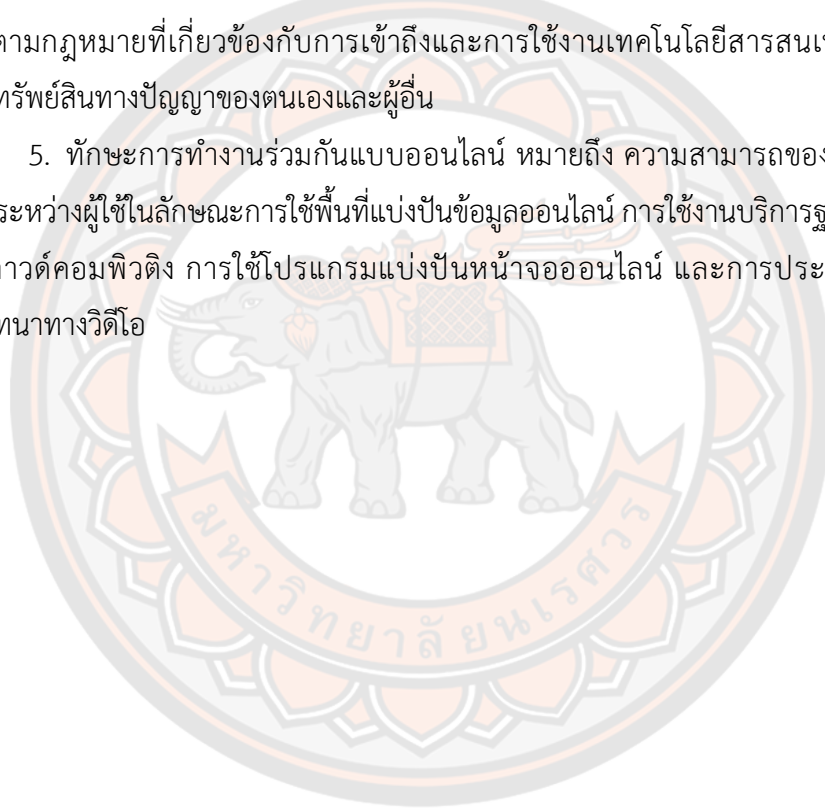 ตามกฎหมายที่เกี่ยวข้องกับการเข้าถึงและการใช้งานเทคโนโลยีสารสน
ทรัพย์สินทางปัญญาของตนเองและผู้อื่น
5. ทักษะการทำงานร่วมกันแบบออนไลน์ หมายถึง ความสามารถของ
ระหว่างผู้ใช้ในลักษณะการใช้พื้นที่แบ่งปันข้อมูลออนไลน์ การใช้งานบริการฐ
าวด์คอมพิวติง การใช้โปรแกรมแบ่งปันหน้าจอออนไลน์ และการประ
ทนาทางวิดีโอ
มหาวิทยาลัยนเรศวร